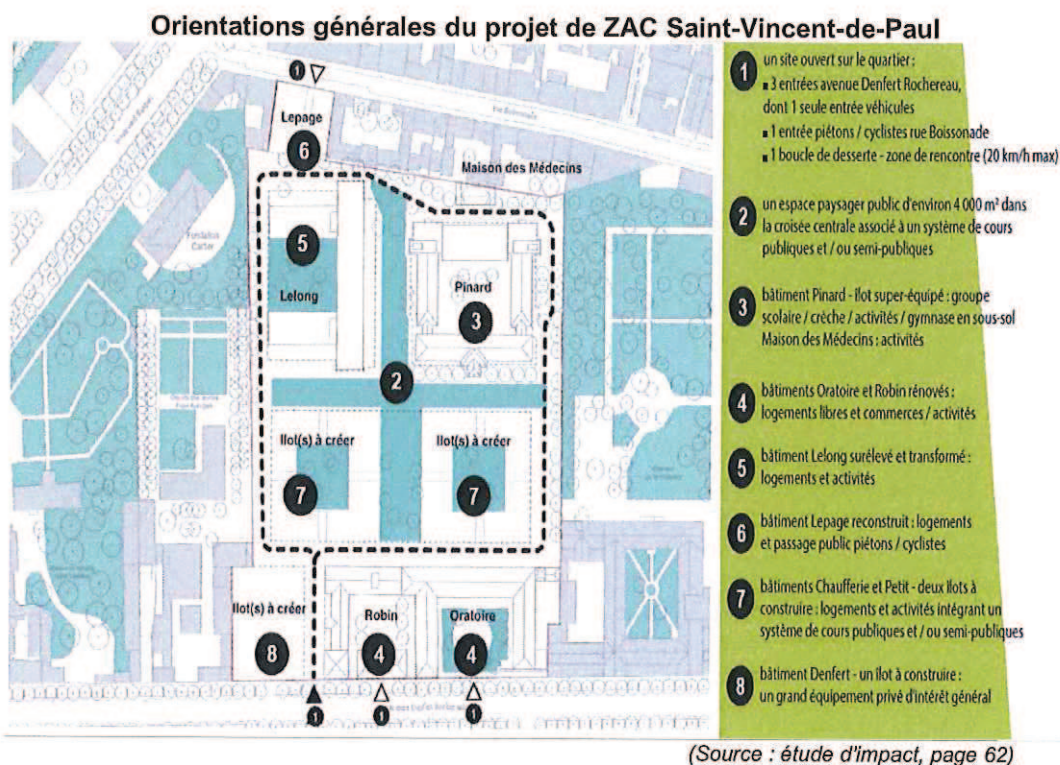 Orientations générales du projet de ZAC Saint-Vincent-de-Paul
1
Lepage
6
Maison des Médecins
5
Lelong
Pinard
3
2
Ilot(s) à créer
Ilot(s) à créer
7
7
Ilot(s) à créer
Robin
Oratoire
8
4
4
1
1
1
1
un site ouvert sur le quartier :
▪ 3 entrées avenue Denfert Rochereau,
dont 1 seule entrée véhicules
▪ 1 entrée piétons / cyclistes rue Boissonade
▪ 1 boucle de desserte - zone de rencontre (20 km/h max)
2
un espace paysager public d'environ 4 000 m² dans
la croisée centrale associé à un système de cours
publiques et / ou semi-publiques
3
bâtiment Pinard - îlot super-équipé : groupe
scolaire / crèche / activités / gymnase en sous-sol
Maison des Médecins : activités
4
bâtiments Oratoire et Robin rénovés :
logements libres et commerces / activités
5
bâtiment Lelong surélevé et transformé :
logements et activités
6
bâtiment Lepage reconstruit : logements
et passage public piétons / cyclistes
7
bâtiments Chaufferie et Petit - deux îlots à
construire : logements et activités intégrant un
système de cours publiques et / ou semi-publiques
8
bâtiment Denfert - un îlot à construire :
un grand équipement privé d'intérêt général
(Source : étude d'impact, page 62)